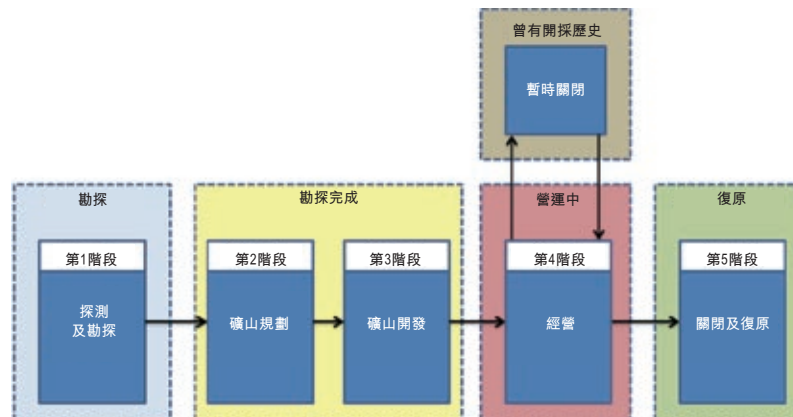 曾有開採歷史
暫時關閉
勘探
勘探完成
營運中
復原
第1階段
第2階段
第3階段
第4階段
第5階段
探測
及勘探
礦山規劃
礦山開發
經營
關閉及復原